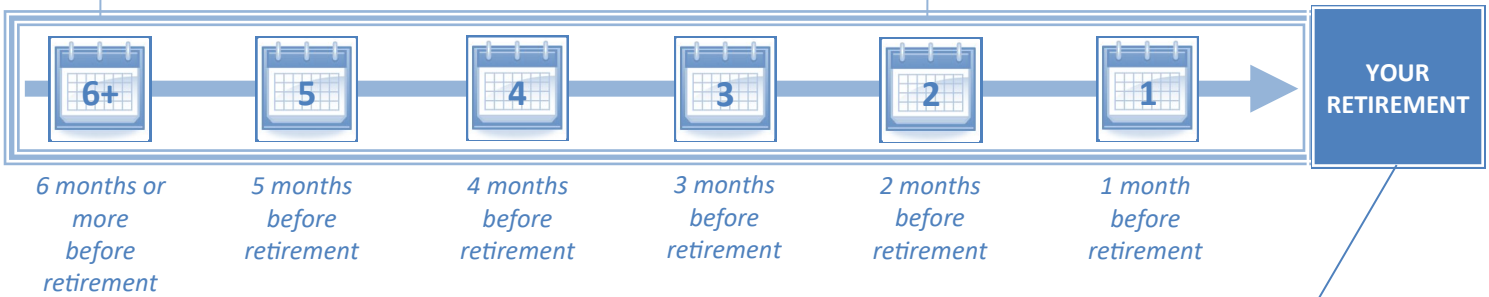 6+
5
4
3
2
1
YOUR
RETIREMENT
6 months or
more
before
retirement
5 months
before
retirement
4 months
before
retirement
3 months
before
retirement
2 months
before
retirement
1 month
before
retirement